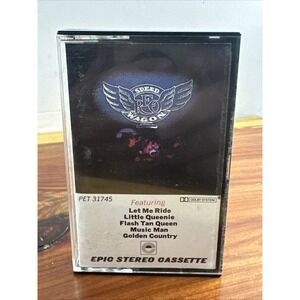 SPEED
REO
WAGON
PET 31745
DOLBY SYSTEM
Featuring
Let Me Ride
Little Queenie
Flash Tan Queen
Music Man
Golden Country
EPIC STEREO CASSETTE